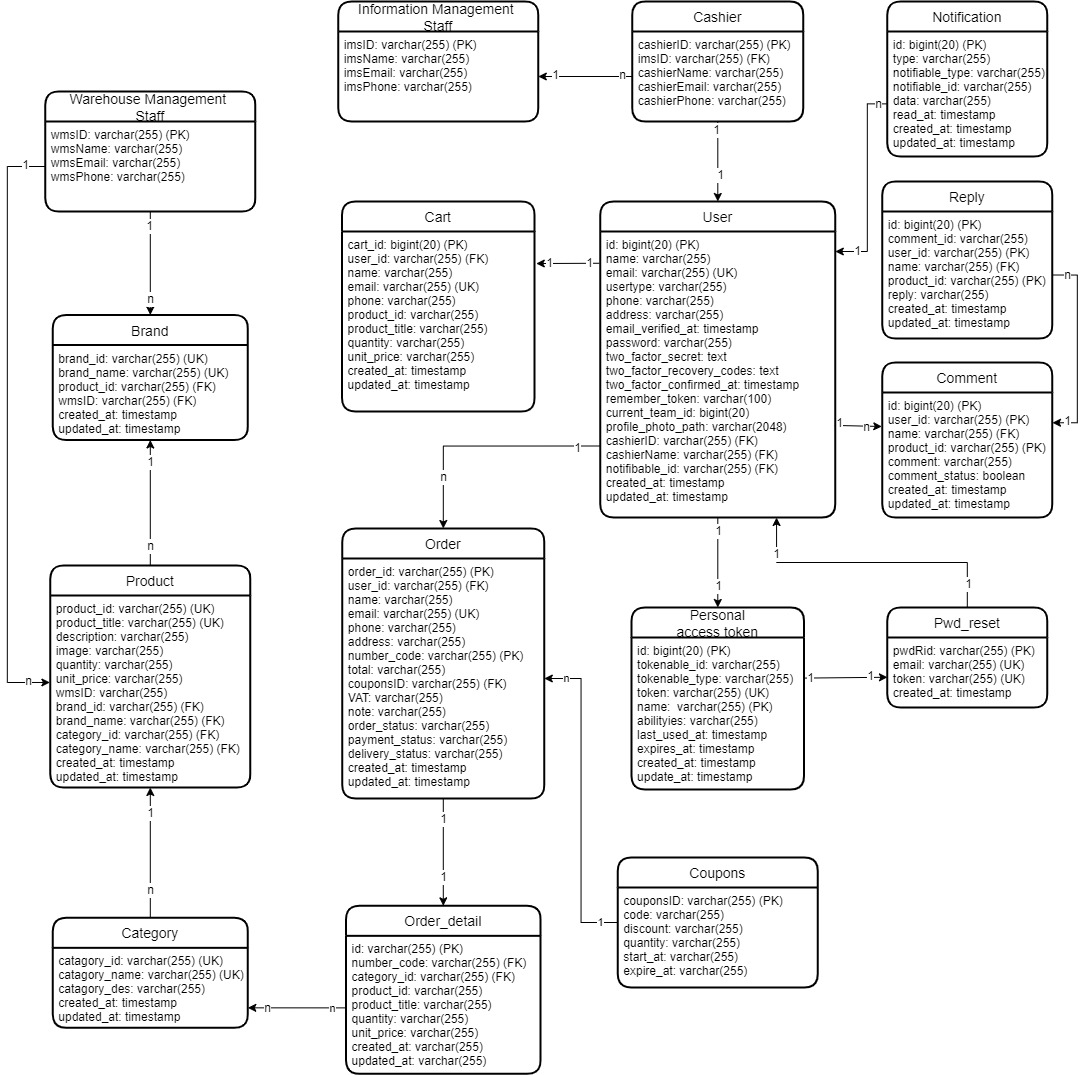 Information Management
Staff
imsID: varchar(255) (PK)
imsName: varchar(255)
imsEmail: varchar(255)
imsPhone: varchar(255)
1
n
Cashier
cashierID: varchar(255) (PK)
imsID: varchar(255) (FK)
cashierName: varchar(255)
cashierEmail: varchar(255)
cashierPhone: varchar(255)
1
1
Notification
id: bigint(20) (PK)
type: varchar(255)
notifiable_type: varchar(255)
notifiable_id: varchar(255)
data: varchar(255)
read_at: timestamp
created_at: timestamp
updated_at: timestamp
n
1
Warehouse Management
Staff
wmsID: varchar(255) (PK)
wmsName: varchar(255)
wmsEmail: varchar(255)
wmsPhone: varchar(255)
1
n
1
n
Cart
cart_id: bigint(20) (PK)
user_id: varchar(255) (FK)
name: varchar(255)
email: varchar(255) (UK)
phone: varchar(255)
product_id: varchar(255)
product_title: varchar(255)
quantity: varchar(255)
unit_price: varchar(255)
created_at: timestamp
updated_at: timestamp
1
1
User
id: bigint(20) (PK)
name: varchar(255)
email: varchar(255) (UK)
usertype: varchar(255)
phone: varchar(255)
address: varchar(255)
email_verified_at: timestamp
password: varchar(255)
two_factor_secret: text
two_factor_recovery_codes: text
two_factor_confirmed_at: timestamp
remember_token: varchar(100)
current_team_id: bigint(20)
profile_photo_path: varchar(2048)
cashierID: varchar(255) (FK)
cashierName: varchar(255) (FK)
notifibable_id: varchar(255) (FK)
created_at: timestamp
updated_at: timestamp
1
n
1
n
1
1
Reply
id: bigint(20) (PK)
comment_id: varchar(255)
user_id: varchar(255) (PK)
name: varchar(255) (FK)
product_id: varchar(255) (PK)
reply: varchar(255)
created_at: timestamp
updated_at: timestamp
n
1
Comment
id: bigint(20) (PK)
user_id: varchar(255) (PK)
name: varchar(255) (FK)
product_id: varchar(255) (PK)
comment: varchar(255)
comment_status: boolean
created_at: timestamp
updated_at: timestamp
Brand
brand_id: varchar(255) (UK)
brand_name: varchar(255) (UK)
product_id: varchar(255) (FK)
wmsID: varchar(255) (FK)
created_at: timestamp
updated_at: timestamp
1
n
Product
product_id: varchar(255) (UK)
product_title: varchar(255) (UK)
description: varchar(255)
image: varchar(255)
quantity: varchar(255)
unit_price: varchar(255)
wmsID: varchar(255)
brand_id: varchar(255) (FK)
brand_name: varchar(255) (FK)
category_id: varchar(255) (FK)
category_name: varchar(255) (FK)
created_at: timestamp
updated_at: timestamp
1
n
Order
order_id: varchar(255) (PK)
user_id: varchar(255) (FK)
name: varchar(255)
email: varchar(255) (UK)
phone: varchar(255)
address: varchar(255)
number_code: varchar(255) (PK)
total: varchar(255)
couponsID: varchar(255) (FK)
VAT: varchar(255)
note: varchar(255)
order_status: varchar(255)
payment_status: varchar(255)
delivery_status: varchar(255)
created_at: timestamp
updated_at: timestamp
1
1
n
1
Personal
access token
id: bigint(20) (PK)
tokenable_id: varchar(255)
tokenable_type: varchar(255)
token: varchar(255) (UK)
name: varchar(255) (PK)
abilityies: varchar(255)
last_used_at: timestamp
expires_at: timestamp
created_at: timestamp
update_at: timestamp
1
1
1
1
Pwd_reset
pwdRid: varchar(255) (PK)
email: varchar(255) (UK)
token: varchar(255) (UK)
created_at: timestamp
Coupons
couponsID: varchar(255) (PK)
code: varchar(255)
discount: varchar(255)
quantity: varchar(255)
start_at: varchar(255)
expire_at: varchar(255)
Category
catagory_id: varchar(255) (UK)
catagory_name: varchar(255) (UK)
catagory_des: varchar(255)
created_at: timestamp
updated_at: timestamp
n
n
Order_detail
id: varchar(255) (PK)
number_code: varchar(255) (FK)
category_id: varchar(255) (FK)
product_id: varchar(255)
product_title: varchar(255)
quantity: varchar(255)
unit_price: varchar(255)
created_at: varchar(255)
updated_at: varchar(255)